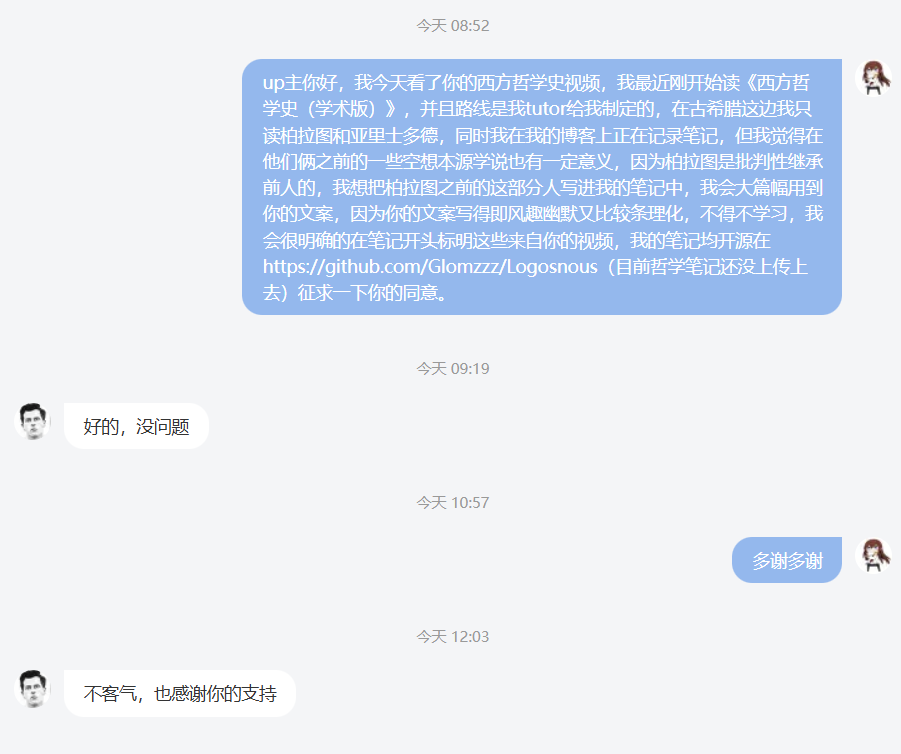 今天 08:52
up主你好，我今天看了你的西方哲学史视频，我最近刚开始读《西方哲
学史（学术版）》，并且路线是我tutor给我制定的，在古希腊这边我只
读柏拉图和亚里士多德，同时我在我的博客上正在记录笔记，但我觉得在
他们俩之前的一些空想本源学说也有一定意义，因为柏拉图是批判性继承
前人的，我想把柏拉图之前的这部分人写进我的笔记中，我会大篇幅用到
你的文案，因为你的文案写得即风趣幽默又比较条理化，不得不学习，我
会很明确的在笔记开头标明这些来自你的视频，我的笔记均开源在
https://github.com/Glomzzz/Logosnous（目前哲学笔记还没上传上
去）征求一下你的同意。
今天 09:19
好的，没问题
今天 10:57
多谢多谢
今天 12:03
不客气，也感谢你的支持